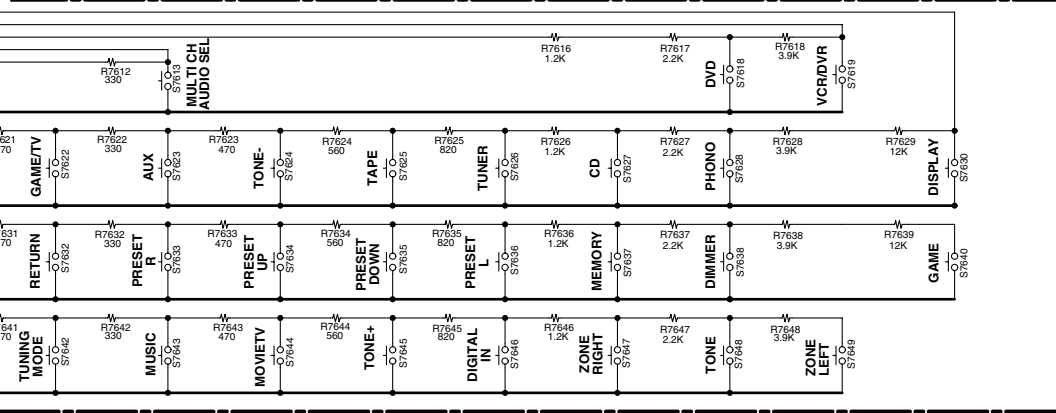 R7612
330
S7613
MULTI CH
AUDIO SEL
R7616
1.2K
R7617
2.2K
DVD
S7618
R7618
3.9K
VCR/DVR
S7619
621
70
GAME/TV
S7622
R7622
330
AUX
S7623
R7623
470
TONE-
S7624
R7624
560
TAPE
S7625
R7625
820
TUNER
S7626
R7626
1.2K
CD
S7627
R7627
2.2K
PHONO
S7628
R7628
3.9K
R7629
12K
DISPLAY
S7630
631
70
RETURN
S7632
R7632
330
PRESET
R
S7633
R7633
470
PRESET
UP
S7634
R7634
560
PRESET
DOWN
S7635
R7635
820
PRESET
L
S7636
R7636
1.2K
MEMORY
S7637
R7637
2.2K
DIMMER
S7638
R7638
3.9K
R7639
12K
GAME
S7640
641
70
TUNING
MODE
S7642
R7642
330
MUSIC
S7643
R7643
470
MOVIETV
S7644
R7644
560
TONE+
S7645
R7645
820
DIGITAL
IN
S7646
R7646
1.2K
ZONE
RIGHT
S7647
R7647
2.2K
TONE
S7648
R7648
3.9K
ZONE
LEFT
S7649